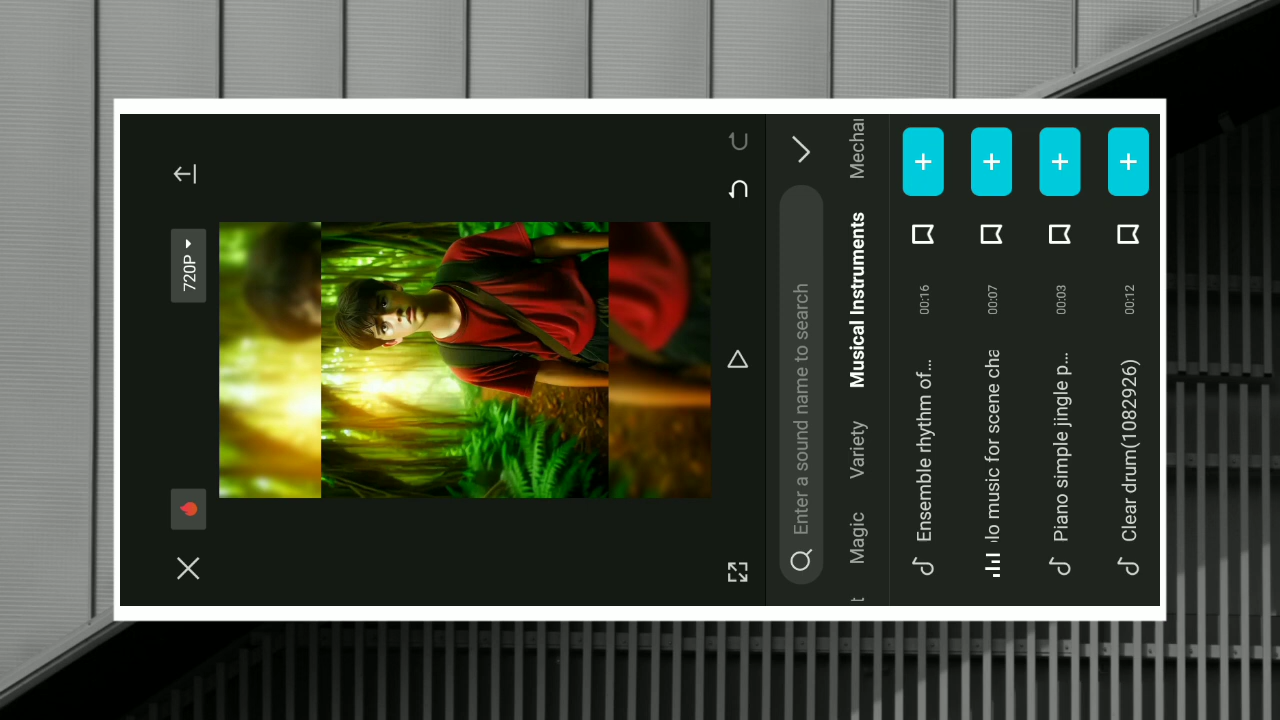 720P
Enter a sound name to search
t Magic Variety Musical Instruments Mechai
Ensemble rhythm of... 00:16
lo music for scene cha 00:07
Piano simple jingle p... 00:03
Clear drum(1082926) 00:12